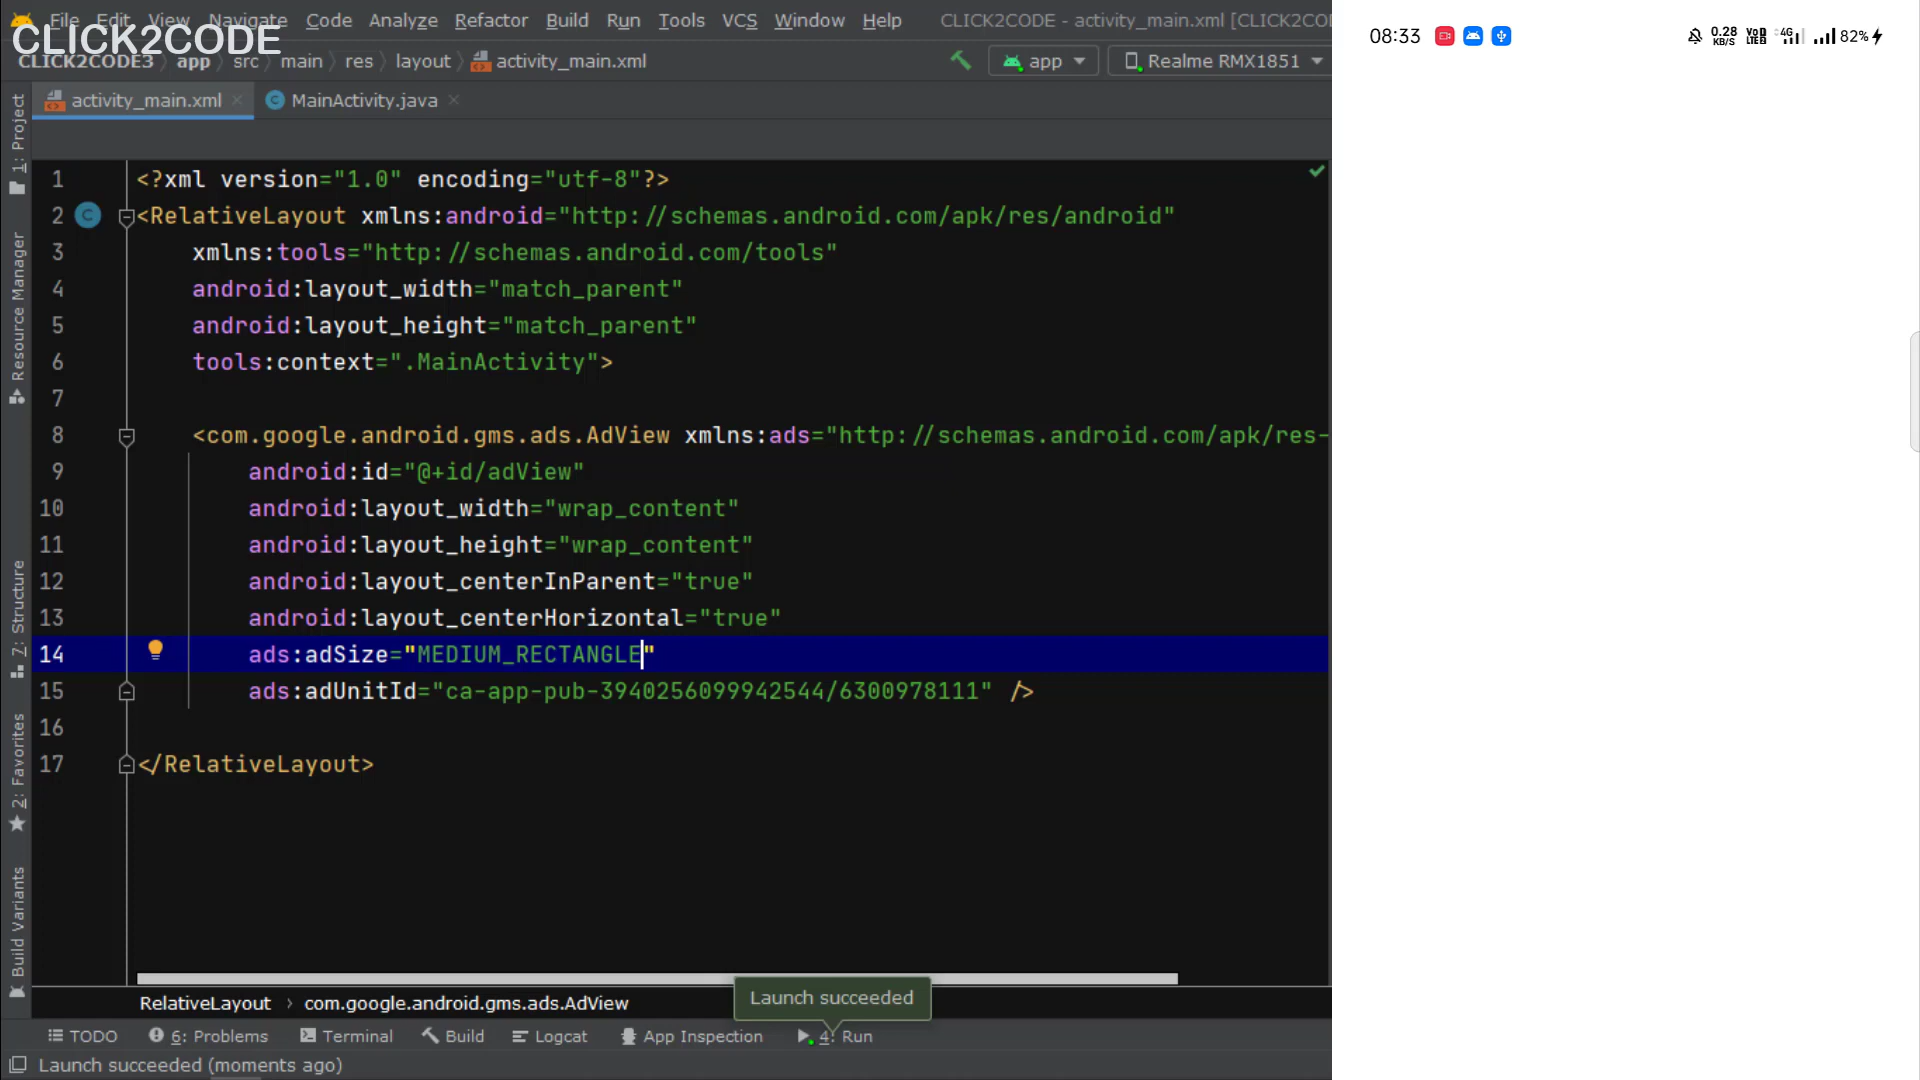 File Edit View Navigate Code Analyze Refactor Build Run Tools VCS Window Help CLICK2CODE - activity_main.xml [CLICK2CO
CLICK2CODE
CLICK2CODE3 app src main res layout activity_main.xml app Realme RMX1851
activity_main.xml MainActivity.java
1 <?xml version="1.0" encoding="utf-8"?>
2 <RelativeLayout xmlns:android="http://schemas.android.com/apk/res/android"
3 xmlns:tools="http://schemas.android.com/tools"
4 android:layout_width="match_parent"
5 android:layout_height="match_parent"
6 tools:context=".MainActivity">
7
8 <com.google.android.gms.ads.AdView xmlns:ads="http://schemas.android.com/apk/res-
9 android:id="@+id/adView"
10 android:layout_width="wrap_content"
11 android:layout_height="wrap_content"
12 android:layout_centerInParent="true"
13 android:layout_centerHorizontal="true"
14 ads:adSize="MEDIUM_RECTANGLE"
15 ads:adUnitId="ca-app-pub-3940256099942544/6300978111" />
16
17 </RelativeLayout>
1: Project
Resource Manager
7: Structure
2: Favorites
Build Variants
RelativeLayout › com.google.android.gms.ads.AdView
Launch succeeded
TODO 6: Problems Terminal Build Logcat App Inspection 4: Run
Launch succeeded (moments ago)
08:33 0.28 KB/S Vo LTE 4G 82%